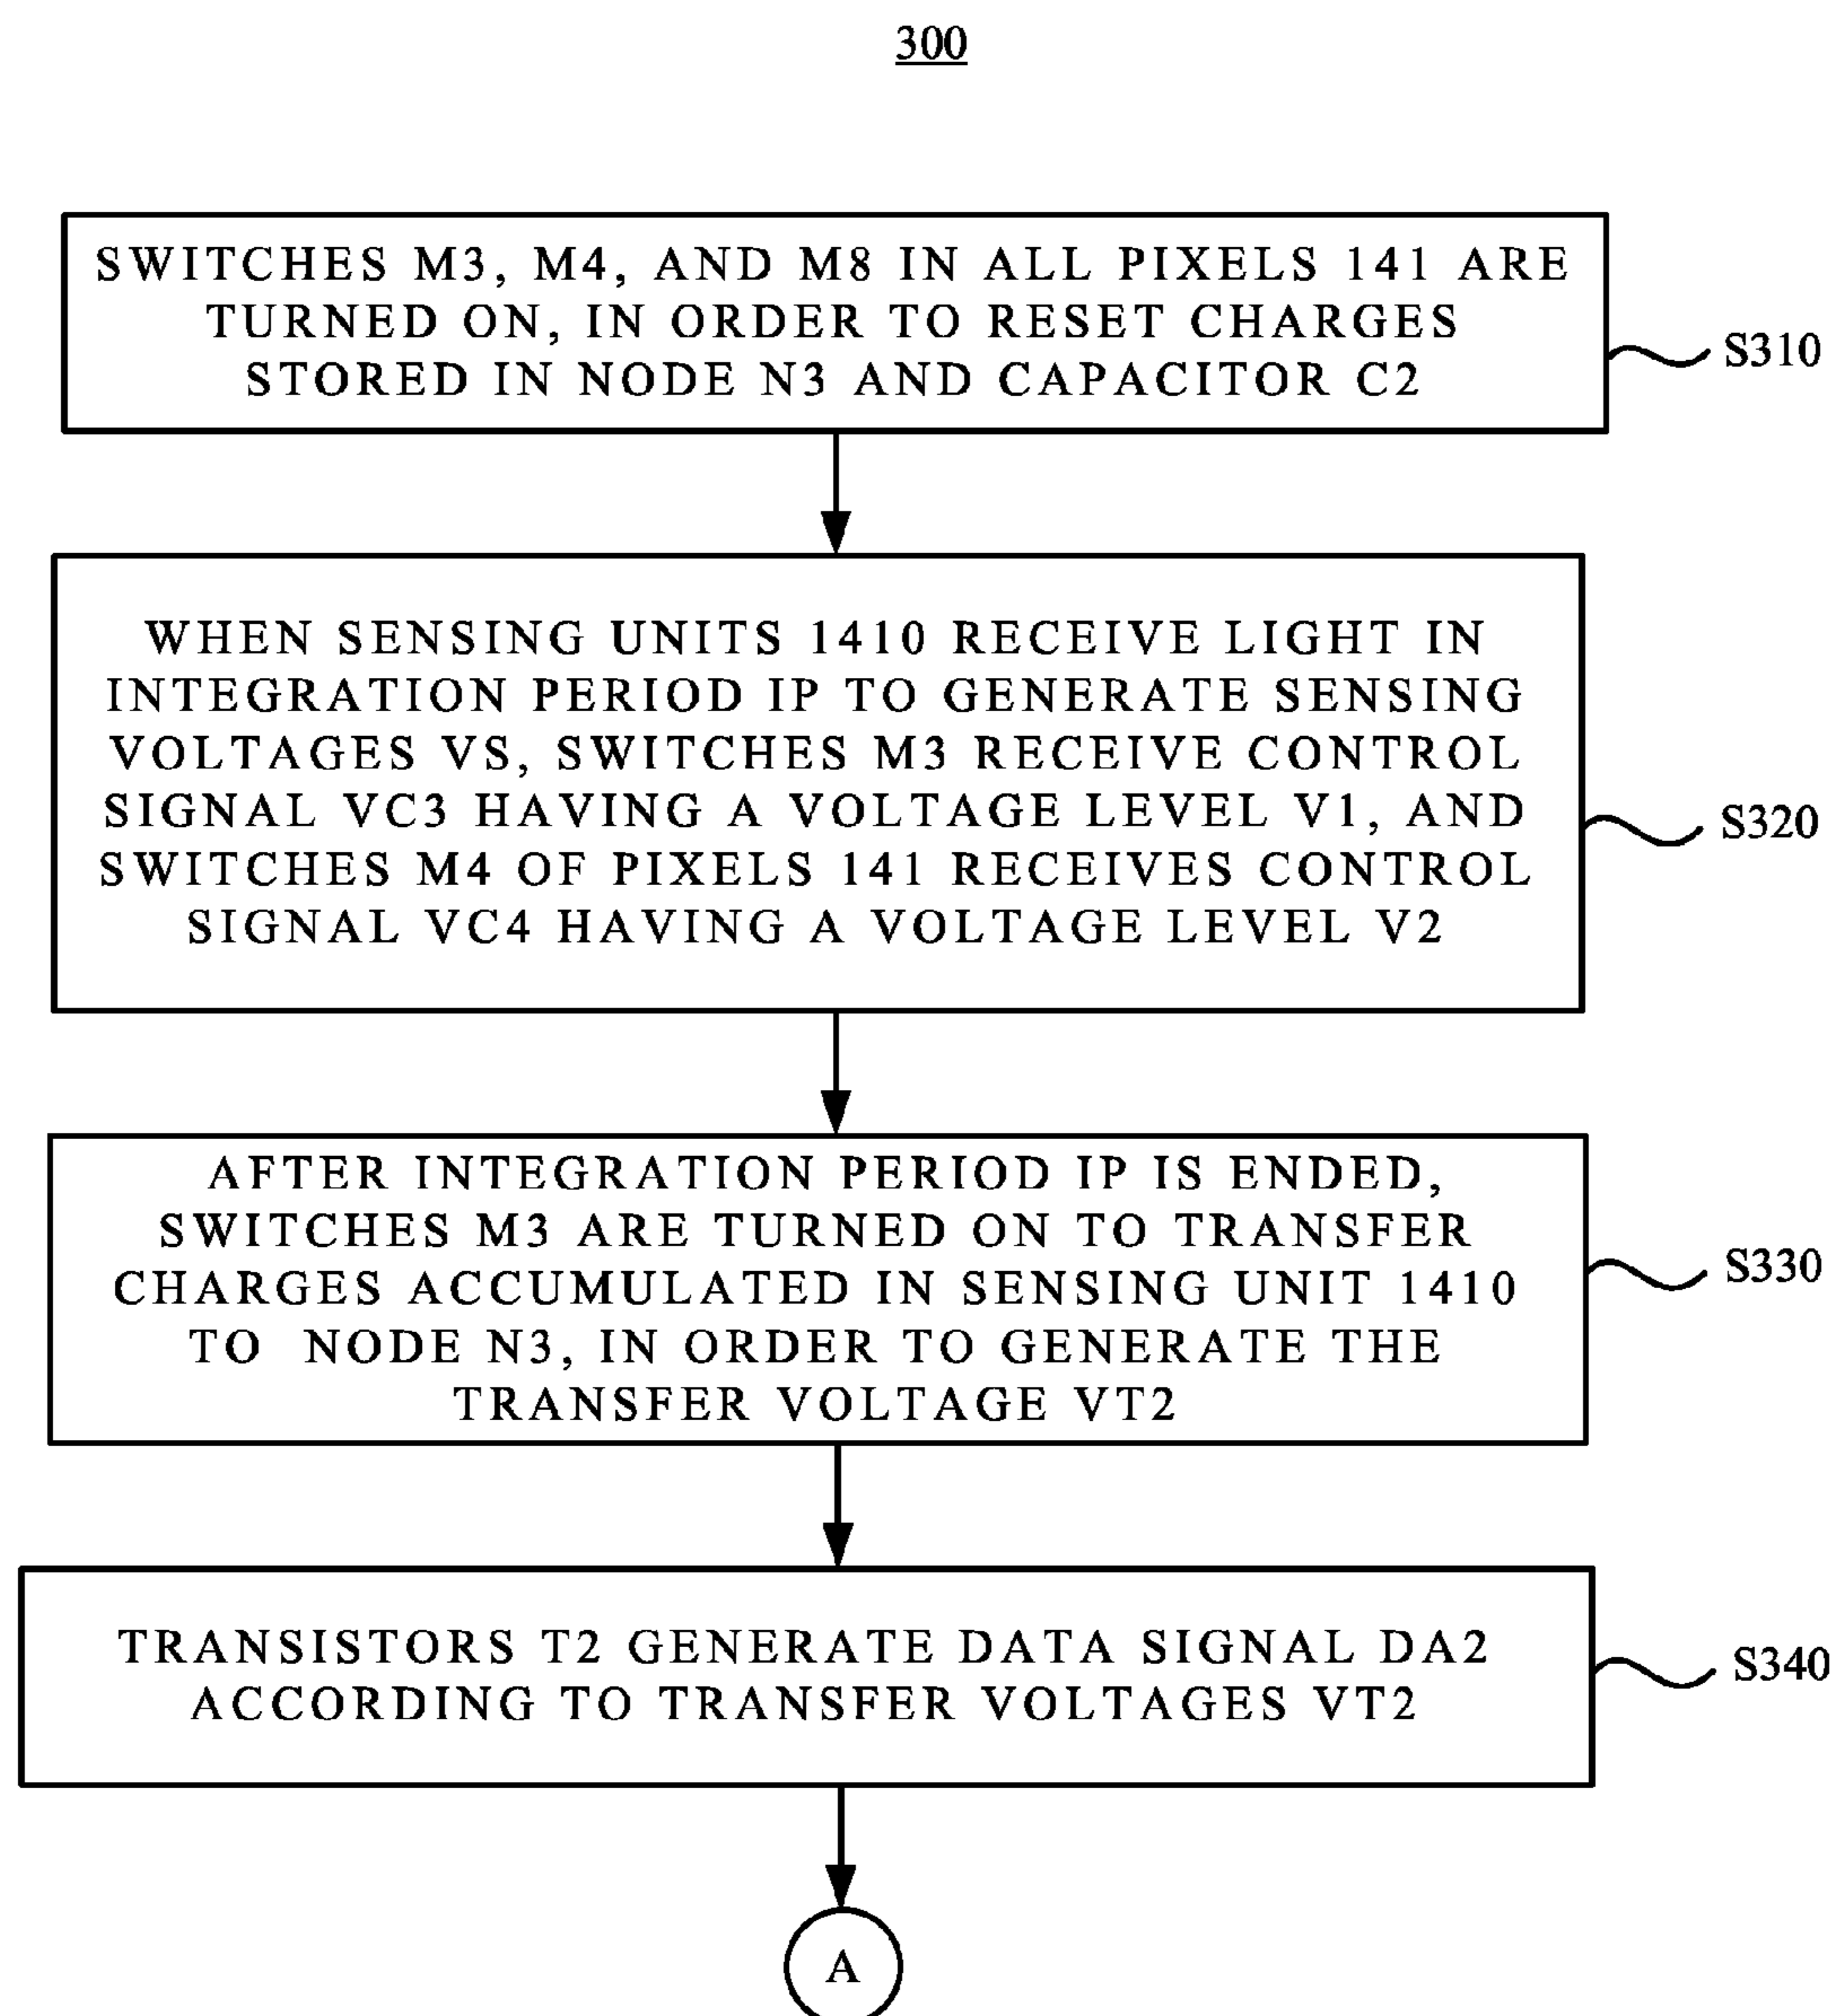 300
SWITCHES M3, M4, AND M8 IN ALL PIXELS 141 ARE
TURNED ON, IN ORDER TO RESET CHARGES
STORED IN NODE N3 AND CAPACITOR C2
S310
WHEN SENSING UNITS 1410 RECEIVE LIGHT IN
INTEGRATION PERIOD IP TO GENERATE SENSING
VOLTAGES VS, SWITCHES M3 RECEIVE CONTROL
SIGNAL VC3 HAVING A VOLTAGE LEVEL V1, AND
SWITCHES M4 OF PIXELS 141 RECEIVES CONTROL
SIGNAL VC4 HAVING A VOLTAGE LEVEL V2
S320
AFTER INTEGRATION PERIOD IP IS ENDED,
SWITCHES M3 ARE TURNED ON TO TRANSFER
CHARGES ACCUMULATED IN SENSING UNIT 1410
TO NODE N3, IN ORDER TO GENERATE THE
TRANSFER VOLTAGE VT2
S330
TRANSISTORS T2 GENERATE DATA SIGNAL DA2
ACCORDING TO TRANSFER VOLTAGES VT2
S340
A